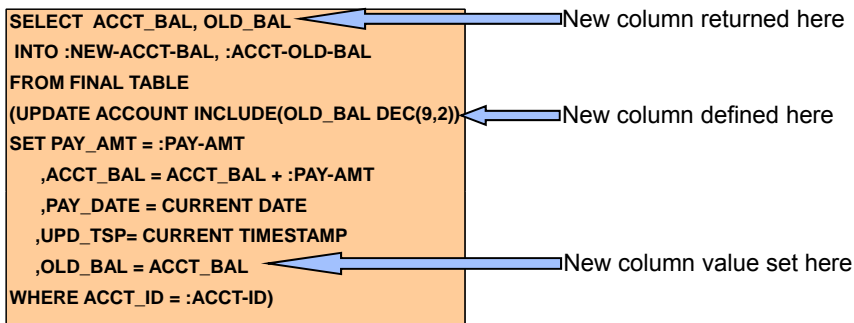 SELECT ACCT_BAL, OLD_BAL
New column returned here
INTO :NEW-ACCT-BAL, :ACCT-OLD-BAL
FROM FINAL TABLE
(UPDATE ACCOUNT INCLUDE(OLD_BAL DEC(9,2))
New column defined here
SET PAY_AMT = :PAY-AMT
,ACCT_BAL = ACCT_BAL + :PAY-AMT
,PAY_DATE = CURRENT DATE
,UPD_TSP= CURRENT TIMESTAMP
,OLD_BAL = ACCT_BAL
New column value set here
WHERE ACCT_ID = :ACCT-ID)